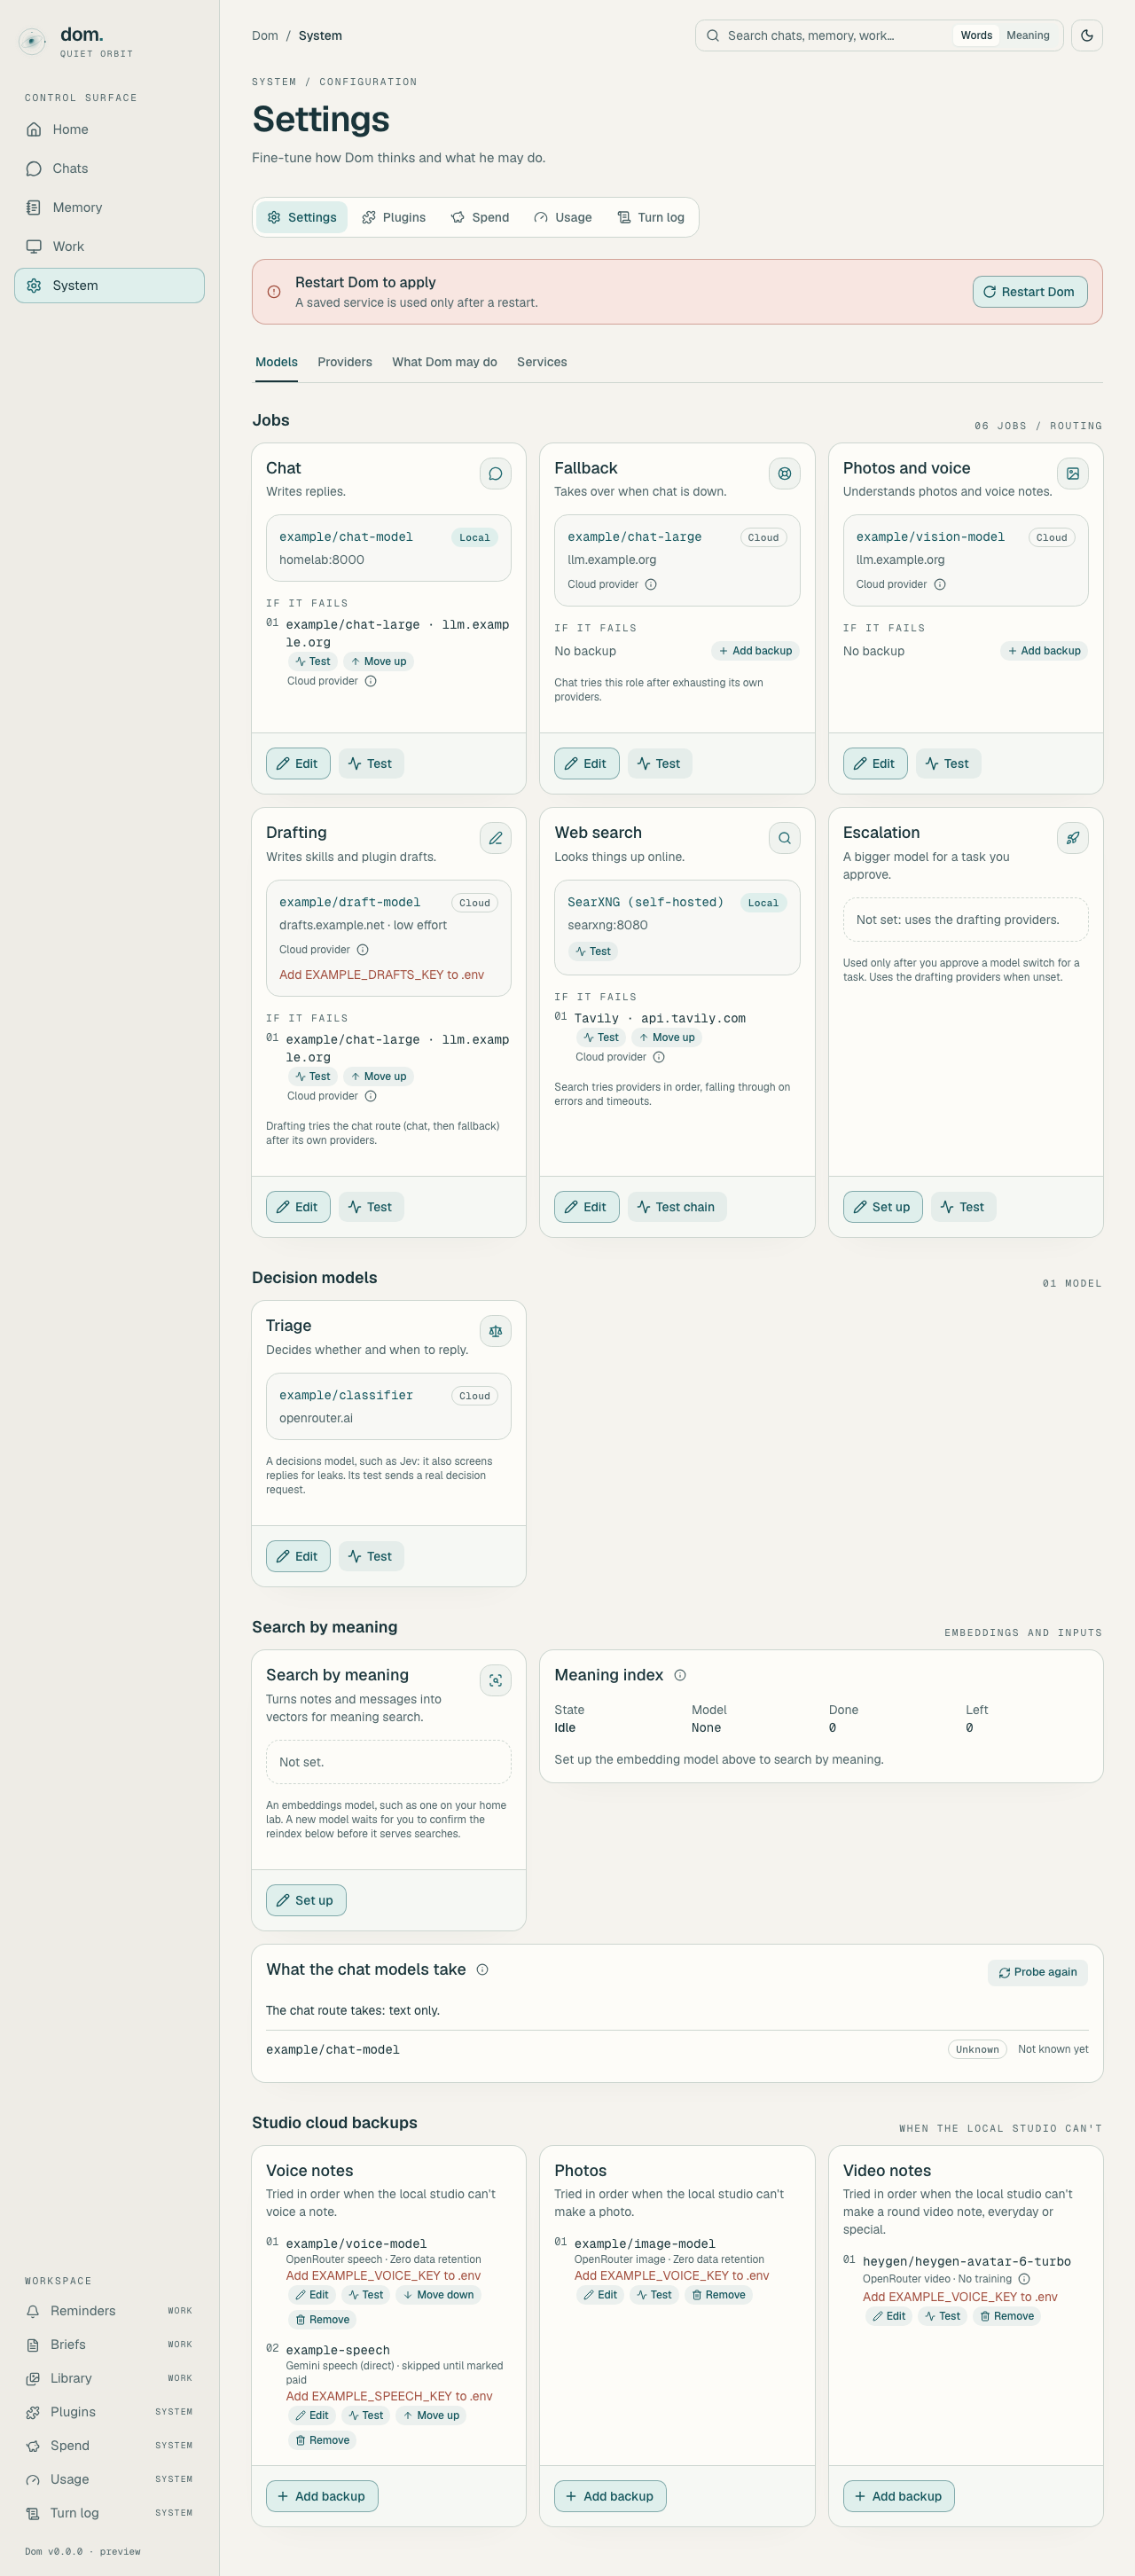 dom.
QUIET ORBIT
CONTROL SURFACE
Home
Chats
Memory
Work
System
WORKSPACE
Reminders WORK
Briefs WORK
Library WORK
Plugins SYSTEM
Spend SYSTEM
Usage SYSTEM
Turn log SYSTEM
Dom v0.0.0 · preview
Dom / System
Search chats, memory, work... Words Meaning
SYSTEM / CONFIGURATION
Settings
Fine-tune how Dom thinks and what he may do.
Settings Plugins Spend Usage Turn log
Restart Dom to apply
A saved service is used only after a restart.
Restart Dom
Models Providers What Dom may do Services
Jobs
06 JOBS / ROUTING
Chat
Writes replies.
example/chat-model Local
homelab:8000
IF IT FAILS
01 example/chat-large · llm.examp
le.org
Test Move up
Cloud provider
Edit Test
Fallback
Takes over when chat is down.
example/chat-large Cloud
llm.example.org
Cloud provider
IF IT FAILS
No backup + Add backup
Chat tries this role after exhausting its own
providers.
Edit Test
Photos and voice
Understands photos and voice notes.
example/vision-model Cloud
llm.example.org
Cloud provider
IF IT FAILS
No backup + Add backup
Edit Test
Drafting
Writes skills and plugin drafts.
example/draft-model Cloud
drafts.example.net · low effort
Cloud provider
Add EXAMPLE_DRAFTS_KEY to .env
IF IT FAILS
01 example/chat-large · llm.examp
le.org
Test Move up
Cloud provider
Drafting tries the chat route (chat, then fallback)
after its own providers.
Edit Test
Web search
Looks things up online.
SearXNG (self-hosted) Local
searxng:8080
Test
IF IT FAILS
01 Tavily · api.tavily.com
Test Move up
Cloud provider
Search tries providers in order, falling through on
errors and timeouts.
Edit Test chain
Escalation
A bigger model for a task you
approve.
Not set: uses the drafting providers.
Used only after you approve a model switch for a
task. Uses the drafting providers when unset.
Set up Test
Decision models
01 MODEL
Triage
Decides whether and when to reply.
example/classifier Cloud
openrouter.ai
A decisions model, such as Jev: it also screens
replies for leaks. Its test sends a real decision
request.
Edit Test
Search by meaning
EMBEDDINGS AND INPUTS
Search by meaning
Turns notes and messages into
vectors for meaning search.
Not set.
An embeddings model, such as one on your home
lab. A new model waits for you to confirm the
reindex below before it serves searches.
Set up
Meaning index
State Model Done Left
Idle None 0 0
Set up the embedding model above to search by meaning.
What the chat models take
Probe again
The chat route takes: text only.
example/chat-model Unknown Not known yet
Studio cloud backups
WHEN THE LOCAL STUDIO CAN'T
Voice notes
Tried in order when the local studio can't
voice a note.
01 example/voice-model
OpenRouter speech · Zero data retention
Add EXAMPLE_VOICE_KEY to .env
Edit Test Move down
Remove
02 example-speech
Gemini speech (direct) · skipped until marked
paid
Add EXAMPLE_SPEECH_KEY to .env
Edit Test Move up
Remove
+ Add backup
Photos
Tried in order when the local studio can't
make a photo.
01 example/image-model
OpenRouter image · Zero data retention
Add EXAMPLE_VOICE_KEY to .env
Edit Test Remove
+ Add backup
Video notes
Tried in order when the local studio can't
make a round video note, everyday or
special.
01 heygen/heygen-avatar-6-turbo
OpenRouter video · No training
Add EXAMPLE_VOICE_KEY to .env
Edit Test Remove
+ Add backup